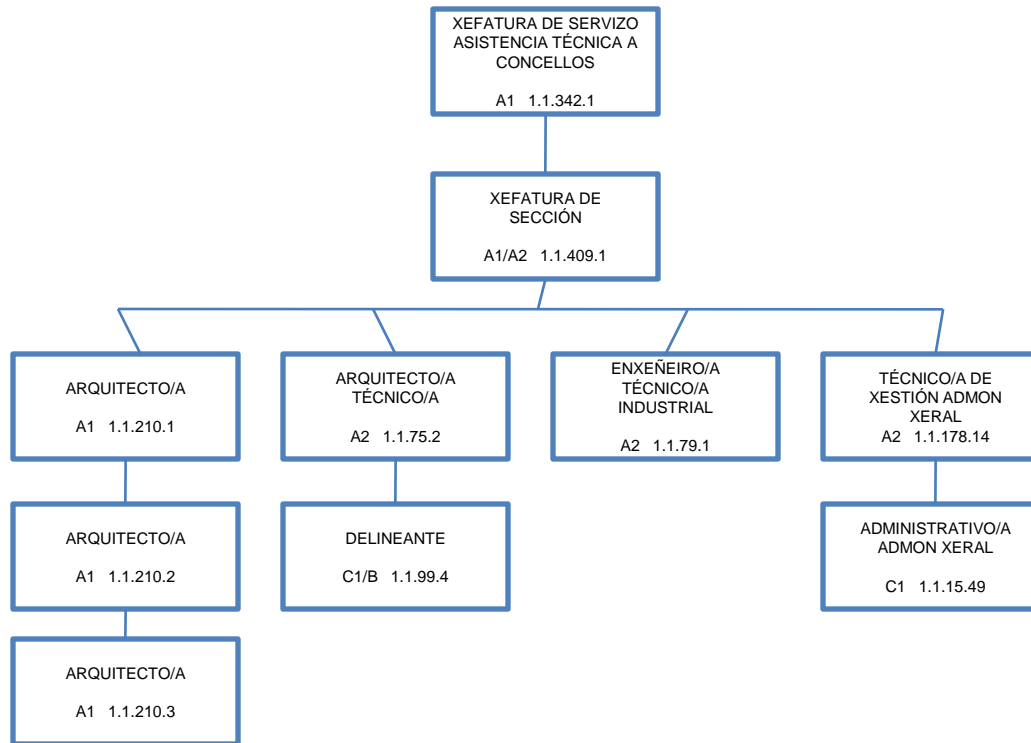 XEFATURA DE SERVIZO
ASISTENCIA TÉCNICA A
CONCELLOS
A1 1.1.342.1
XEFATURA DE
SECCIÓN
A1/A2 1.1.409.1
ARQUITECTO/A
A1 1.1.210.1
ARQUITECTO/A
TÉCNICO/A
A2 1.1.75.2
ENXEÑEIRO/A
TÉCNICO/A
INDUSTRIAL
A2 1.1.79.1
TÉCNICO/A DE
XESTIÓN ADMON
XERAL
A2 1.1.178.14
ARQUITECTO/A
A1 1.1.210.2
DELINEANTE
C1/B 1.1.99.4
ADMINISTRATIVO/A
ADMON XERAL
C1 1.1.15.49
ARQUITECTO/A
A1 1.1.210.3